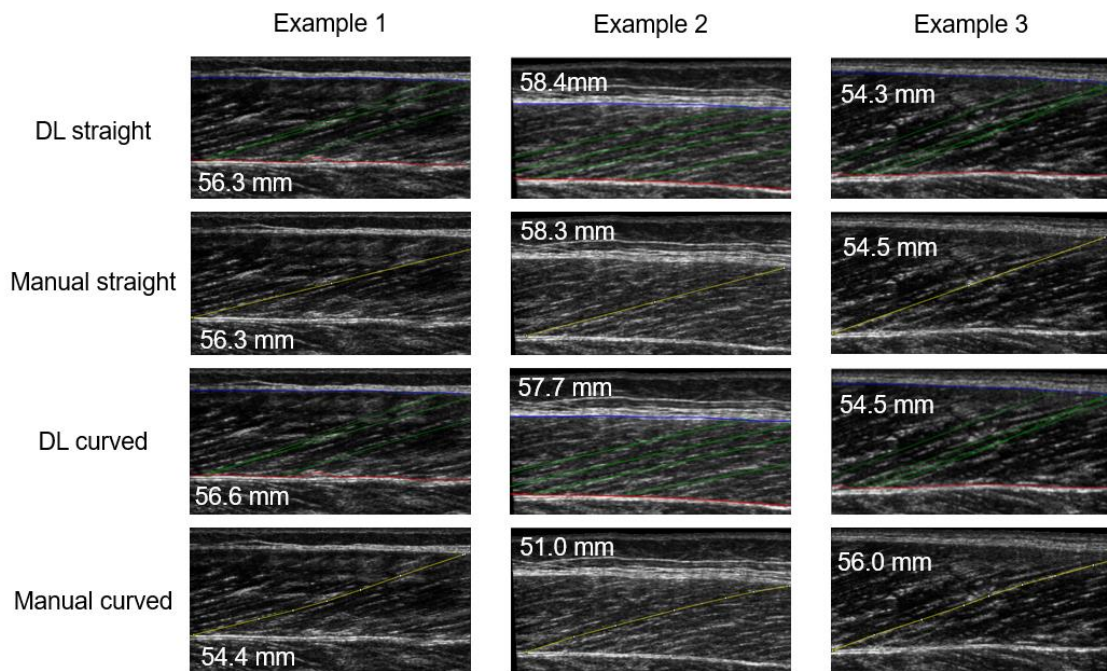 Example 1
Example 2
Example 3
DL straight
56.3 mm
58.4mm
54.3 mm
Manual straight
56.3 mm
58.3 mm
54.5 mm
DL curved
56.6 mm
57.7 mm
54.5 mm
Manual curved
54.4 mm
51.0 mm
56.0 mm